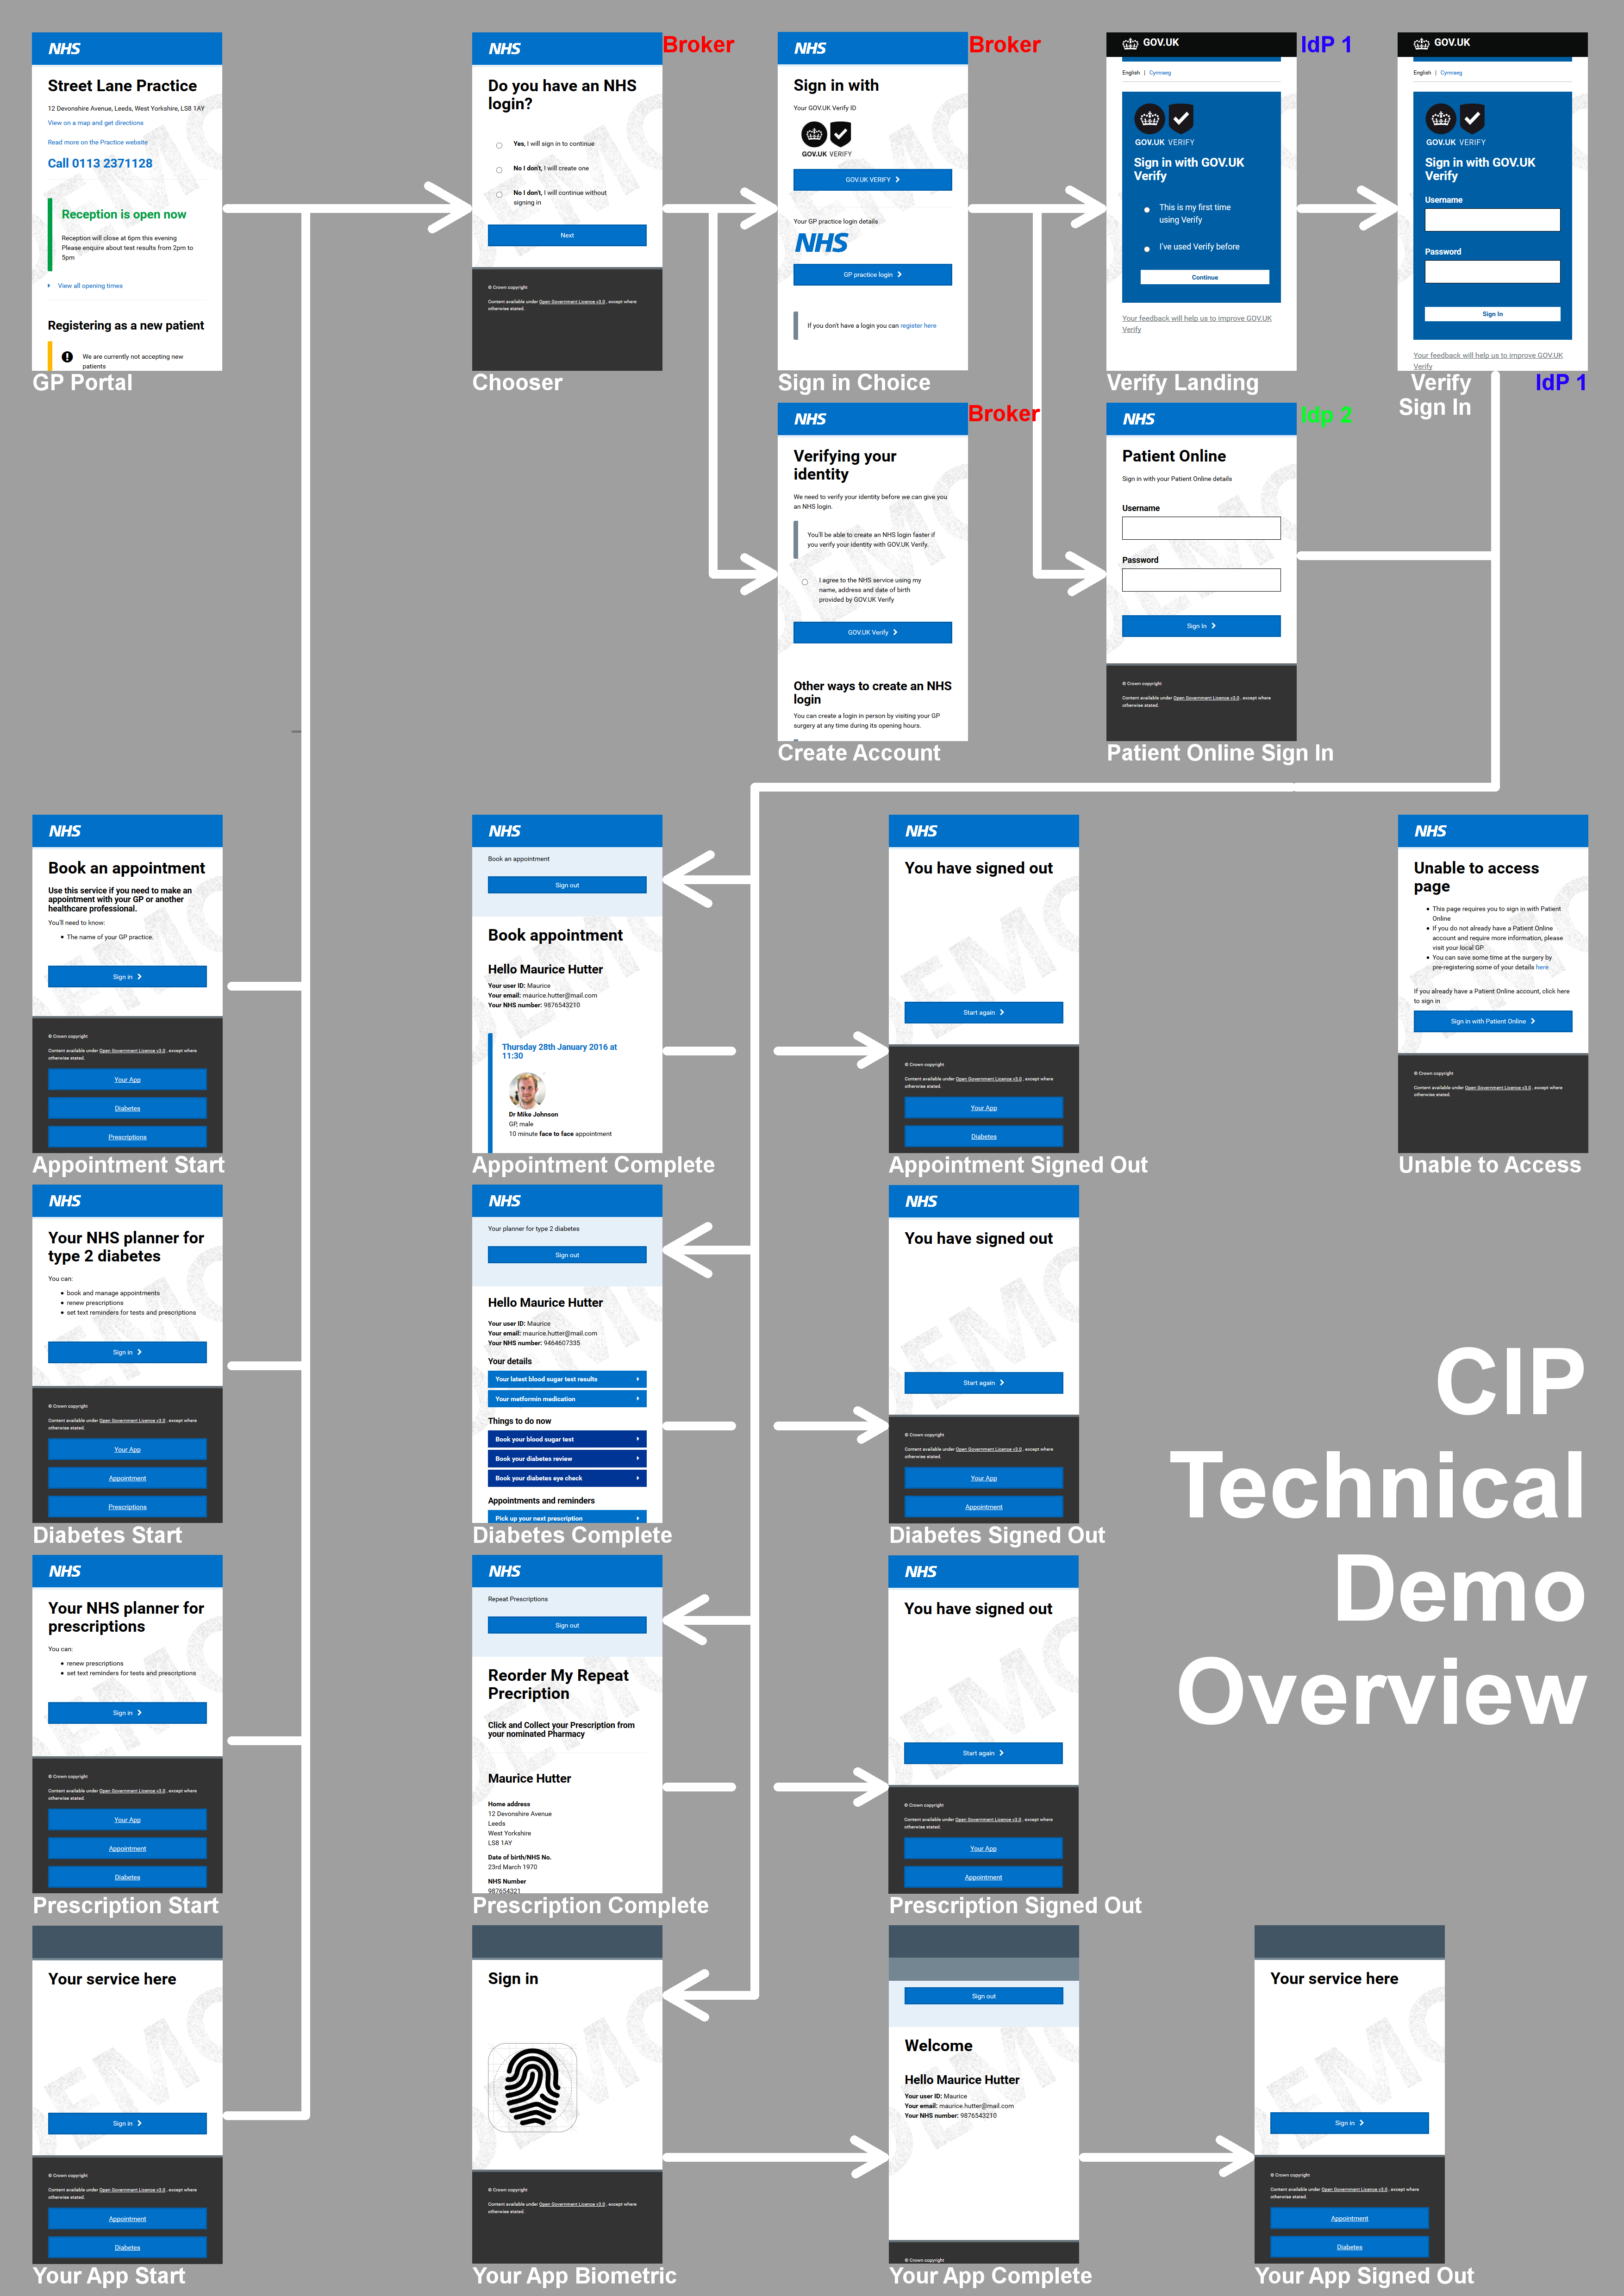 NHS
Street Lane Practice
12 Devonshire Avenue, Leeds, West Yorkshire, LS8 1AY
View on a map and get directions
Read more on the Practice website
Call 0113 2371128
Reception is open now
Reception will close at 6pm this evening
Please enquire about test results from 2pm to
5pm
View all opening times
Registering as a new patient
We are currently not accepting new
patients
GP Portal
NHS
Broker
Do you have an NHS
login?
Yes, I will sign in to continue
No I don't, I will create one
No I don't, I will continue without
signing in
Next
© Crown copyright
Content available under Open Government Licence v3.0 , except where
otherwise stated.
Chooser
NHS
Broker
Sign in with
Your GOV.UK Verify ID
GOV.UK VERIFY
GOV.UK VERIFY
Your GP practice login details
NHS
GP practice login
If you don't have a login you can register here
Sign in Choice
GOV.UK
IdP 1
English | Cymraeg
GOV.UK VERIFY
Sign in with GOV.UK
Verify
This is my first time
using Verify
I've used Verify before
Continue
Your feedback will help us to improve GOV.UK
Verify
Verify Landing
GOV.UK
English | Cymraeg
GOV.UK VERIFY
Sign in with GOV.UK
Verify
Username
Password
Sign In
Your feedback will help us to improve GOV.UK
Verify
Verify
Sign In
IdP 1
NHS
Broker
Verifying your
identity
We need to verify your identity before we can give you
an NHS login.
You'll be able to create an NHS login faster if
you verify your identity with GOV.UK Verify.
I agree to the NHS service using my
name, address and date of birth
provided by GOV.UK Verify
GOV.UK Verify
Other ways to create an NHS
login
You can create a login in person by visiting your GP
surgery at any time during its opening hours.
Create Account
NHS
Idp 2
Patient Online
Sign in with your Patient Online details
Username
Password
Sign In
© Crown copyright
Content available under Open Government Licence v3.0 , except where
otherwise stated.
Patient Online Sign In
NHS
Book an appointment
Use this service if you need to make an
appointment with your GP or another
healthcare professional.
You'll need to know:
The name of your GP practice.
Sign in
© Crown copyright
Content available under Open Government Licence v3.0 , except where
otherwise stated.
Your App
Diabetes
Prescriptions
Appointment Start
NHS
Book an appointment
Sign out
Book appointment
Hello Maurice Hutter
Your user ID: Maurice
Your email: maurice.hutter@mail.com
Your NHS number: 9876543210
Thursday 28th January 2016 at
11:30
Dr Mike Johnson
GP, male
10 minute face to face appointment
Appointment Complete
NHS
You have signed out
Start again
© Crown copyright
Content available under Open Government Licence v3.0 , except where
otherwise stated.
Your App
Diabetes
Appointment Signed Out
NHS
Unable to access
page
This page requires you to sign in with Patient
Online
If you do not already have a Patient Online
account and require more information, please
visit your local GP
You can save some time at the surgery by
pre-registering some of your details here
If you already have a Patient Online account, click here
to sign in
Sign in with Patient Online
© Crown copyright
Content available under Open Government Licence v3.0 , except where
otherwise stated.
Unable to Access
NHS
Your NHS planner for
type 2 diabetes
You can:
book and manage appointments
renew prescriptions
set text reminders for tests and prescriptions
Sign in
© Crown copyright
Content available under Open Government Licence v3.0 , except where
otherwise stated.
Your App
Appointment
Prescriptions
Diabetes Start
NHS
Your planner for type 2 diabetes
Sign out
Hello Maurice Hutter
Your user ID: Maurice
Your email: maurice.hutter@mail.com
Your NHS number: 9464607335
Your details
Your latest blood sugar test results
Your metformin medication
Things to do now
Book your blood sugar test
Book your diabetes review
Book your diabetes eye check
Appointments and reminders
Pick up your next prescription
Diabetes Complete
NHS
You have signed out
Start again
© Crown copyright
Content available under Open Government Licence v3.0 , except where
otherwise stated.
Your App
Appointment
Diabetes Signed Out
CIP
Technical
Demo
Overview
NHS
Your NHS planner for
prescriptions
You can:
renew prescriptions
set text reminders for tests and prescriptions
Sign in
© Crown copyright
Content available under Open Government Licence v3.0 , except where
otherwise stated.
Your App
Appointment
Diabetes
Prescription Start
NHS
Repeat Prescriptions
Sign out
Reorder My Repeat
Precription
Click and Collect your Prescription from
your nominated Pharmacy
Maurice Hutter
Home address
12 Devonshire Avenue
Leeds
West Yorkshire
LS8 1AY
Date of birth/NHS No.
23rd March 1970
NHS Number
987654321
Prescription Complete
NHS
You have signed out
Start again
© Crown copyright
Content available under Open Government Licence v3.0 , except where
otherwise stated.
Your App
Appointment
Prescription Signed Out
Your service here
Sign in
© Crown copyright
Content available under Open Government Licence v3.0 , except where
otherwise stated.
Appointment
Diabetes
Your App Start
Sign in
© Crown copyright
Content available under Open Government Licence v3.0 , except where
otherwise stated.
Your App Biometric
Sign out
Welcome
Hello Maurice Hutter
Your user ID: Maurice
Your email: maurice.hutter@mail.com
Your NHS number: 9876543210
© Crown copyright
Your App Complete
Your service here
Sign in
© Crown copyright
Content available under Open Government Licence v3.0 , except where
otherwise stated.
Appointment
Diabetes
Your App Signed Out